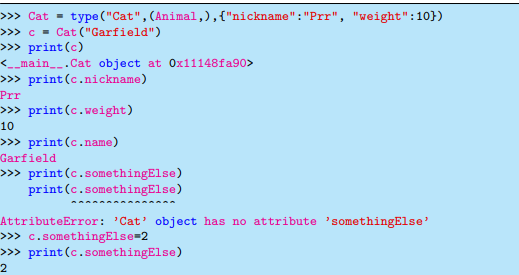 >>> Cat = type("Cat",(Animal,),{"nickname":"Prr", "weight":10})
>>> c = Cat("Garfield")
>>> print(c)
<__main__.Cat object at 0x11148fa90>
>>> print(c.nickname)
Prr
>>> print(c.weight)
10
>>> print(c.name)
Garfield
>>> print(c.somethingElse)
    print(c.somethingElse)
          ^^^^^^^^^^^^^^^
AttributeError: ’Cat’ object has no attribute ’somethingElse’
>>> c.somethingElse=2
>>> print(c.somethingElse)
2